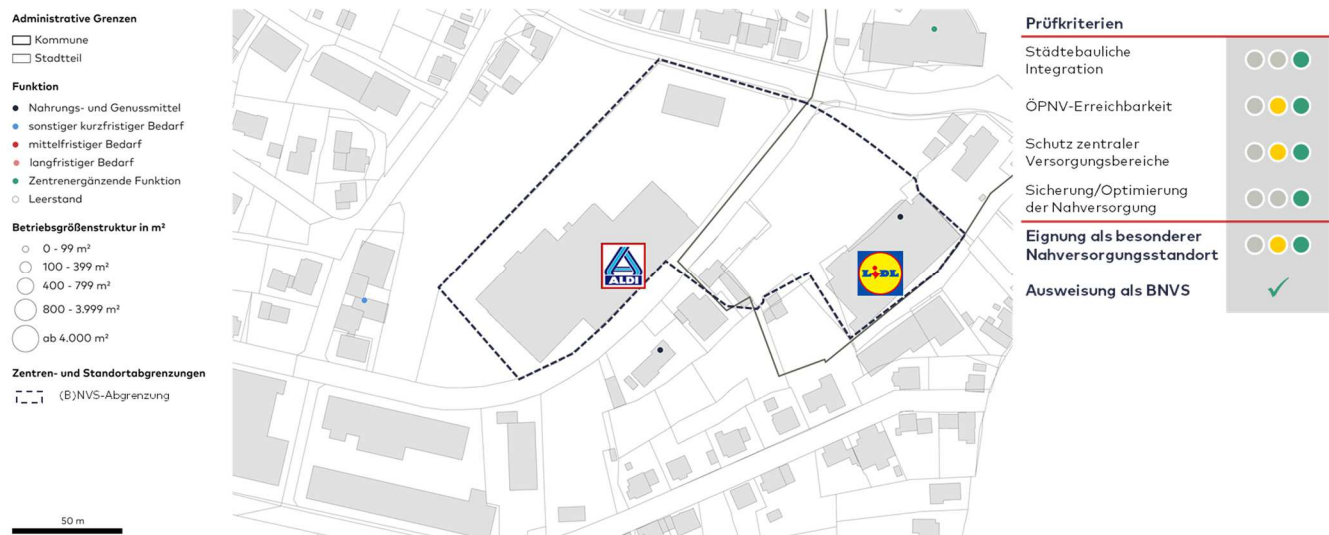 Administrative Grenzen
Kommune
Stadtteil
Funktion
Nahrungs- und Genussmittel
sonstiger kurzfristiger Bedarf
mittelfristiger Bedarf
langfristiger Bedarf
Zentrenergänzende Funktion
Leerstand
Betriebsgrößenstruktur in m²
0 - 99 m²
100 - 399 m²
400 - 799 m²
800 - 3.999 m²
ab 4.000 m²
Zentren- und Standortabgrenzungen
(B)NVS-Abgrenzung
50 m
ALDI
LIDL
Prüfkriterien
Städtebauliche
Integration
ÖPNV-Erreichbarkeit
Schutz zentraler
Versorgungsbereiche
Sicherung/Optimierung
der Nahversorgung
Eignung als besonderer
Nahversorgungsstandort
Ausweisung als BNVS